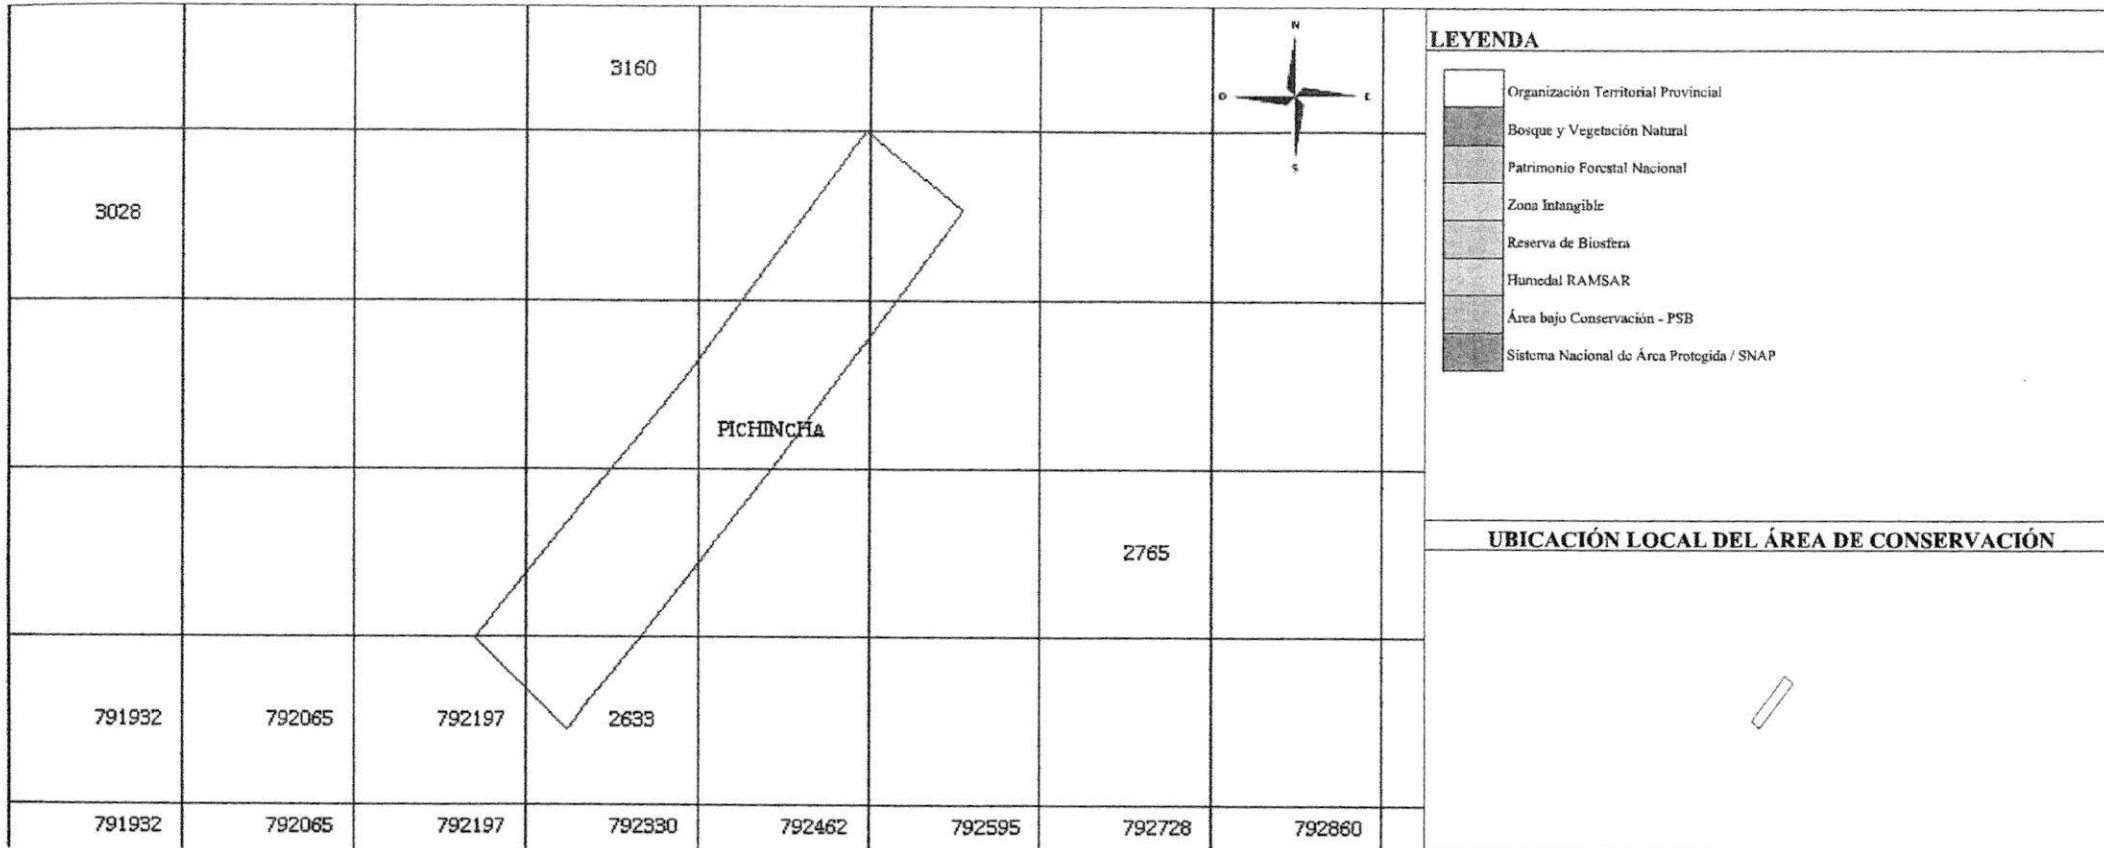 3160
N
O
E
S
3028
PICHINCHA
2765
791932 792065 792197 2633
791932 792065 792197 792330 792462 792595 792728 792860
LEYENDA
Organización Territorial Provincial
Bosque y Vegetación Natural
Patrimonio Forestal Nacional
Zona Intangible
Reserva de Biosfera
Humedal RAMSAR
Área bajo Conservación - PSB
Sistema Nacional de Área Protegida / SNAP
UBICACIÓN LOCAL DEL ÁREA DE CONSERVACIÓN